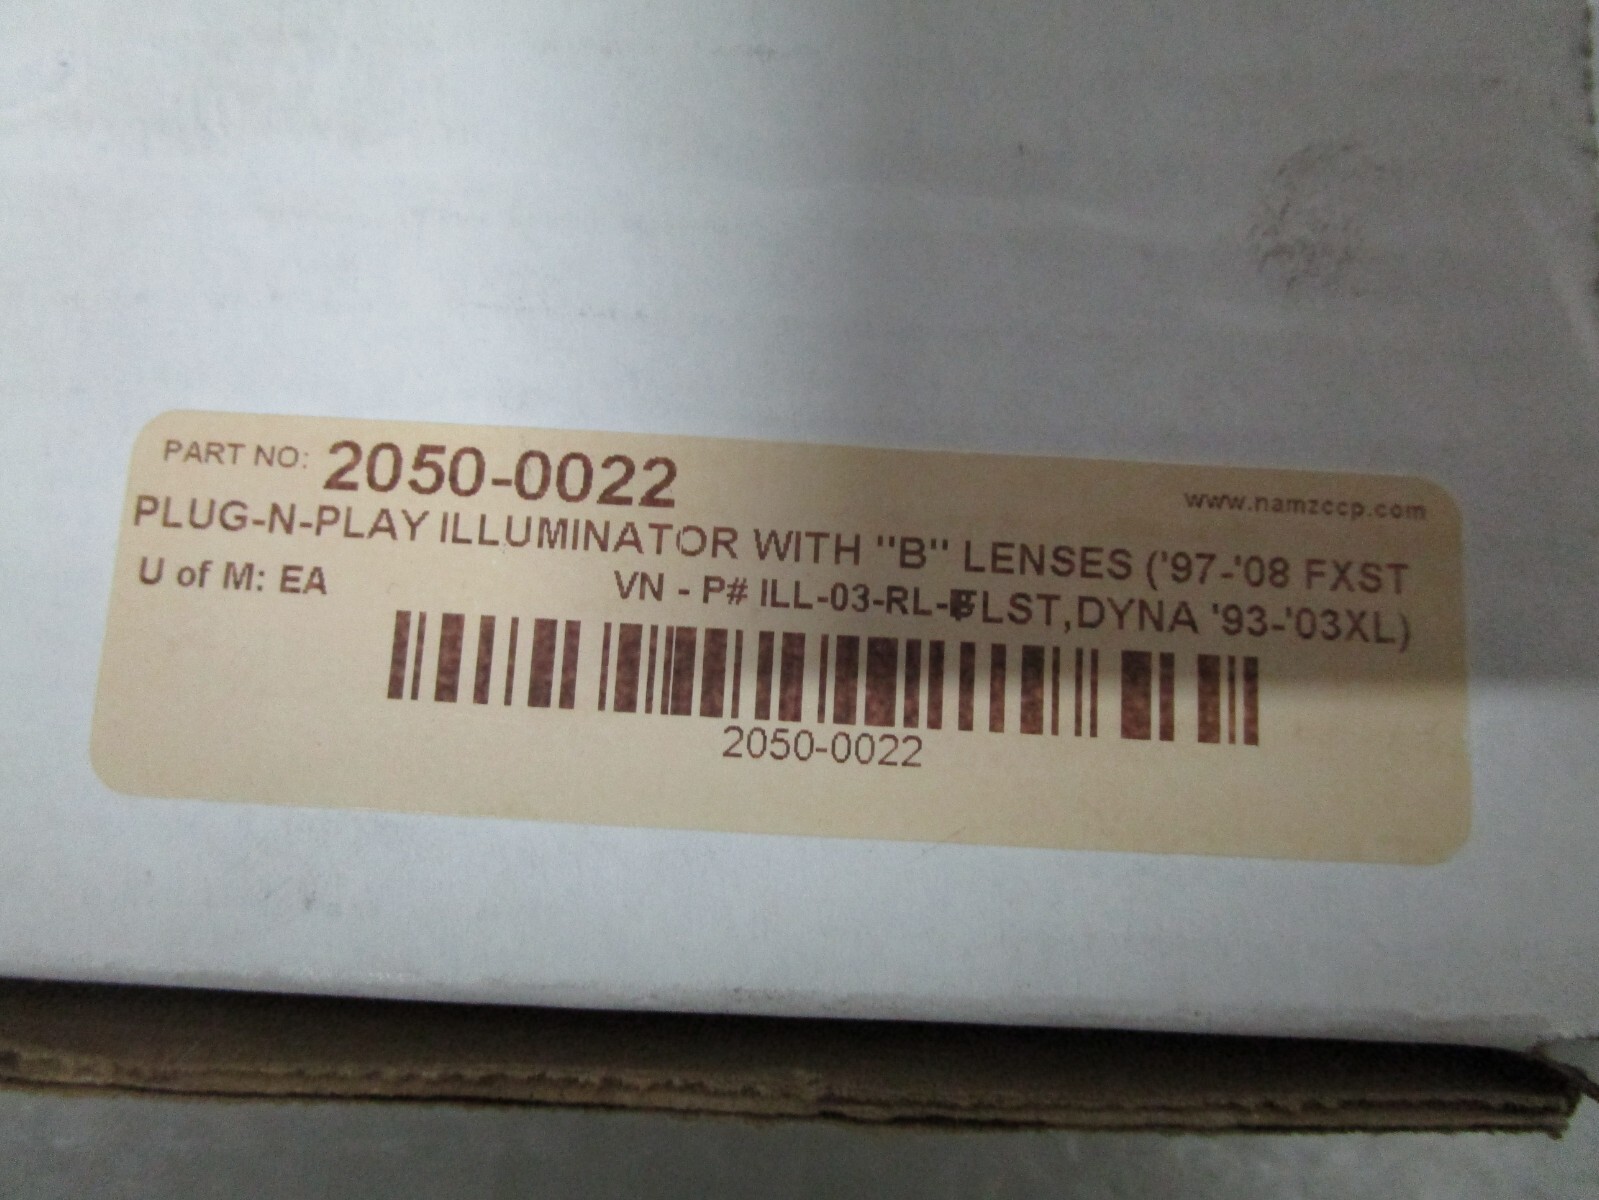 PART NO: 2050-0022
www.namzccp.com
PLUG-N-PLAY ILLUMINATOR WITH "B" LENSES ('97-'08 FXST
U of M: EA VN - P# ILL-03-RL- LST,DYNA '93-'03XL)
2050-0022